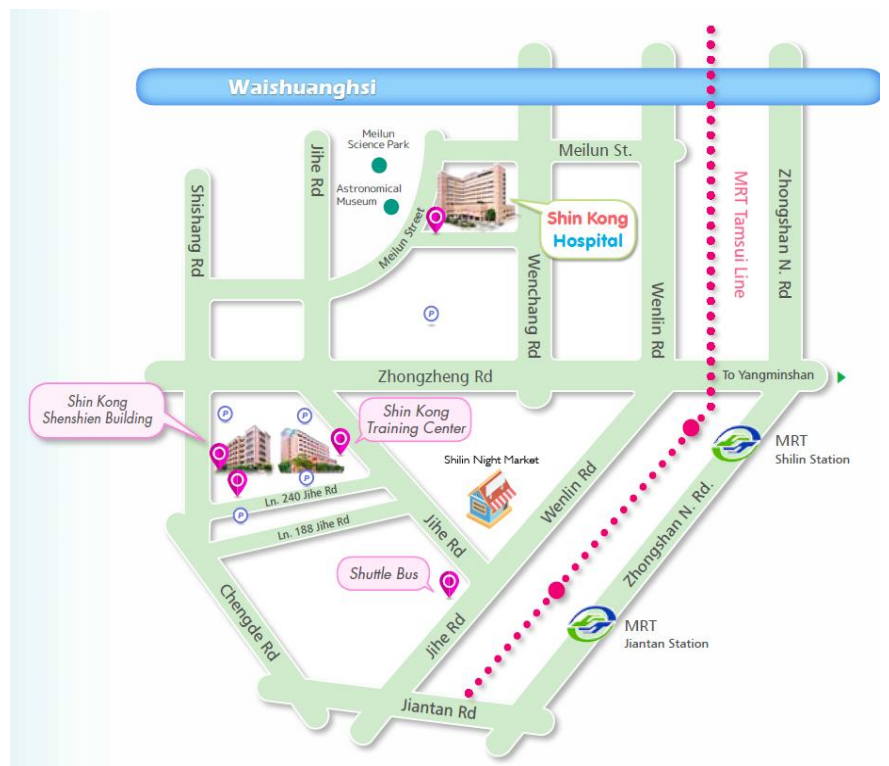 Waishuanghsi
Meilun
Science Park
Astronomical
Museum
Jihe Rd
Meilun St.
Shishang Rd
Meilun Street
Shin Kong
Hospital
MRT Tamsui Line
Zhongshan N. Rd
Wenchang Rd
Wenlin Rd
P
Zhongzheng Rd
To Yangminshan
Shin Kong
Shenshien Building
P
P
Shin Kong
Training Center
MRT
Shilin Station
Shilin Night Market
P
Ln. 240 Jihe Rd
P
Ln. 188 Jihe Rd
Jihe Rd
Wenlin Rd
Zhongshan N. Rd.
Shuttle Bus
Chengde Rd
Jihe Rd
MRT
Jiantan Station
Jiantan Rd